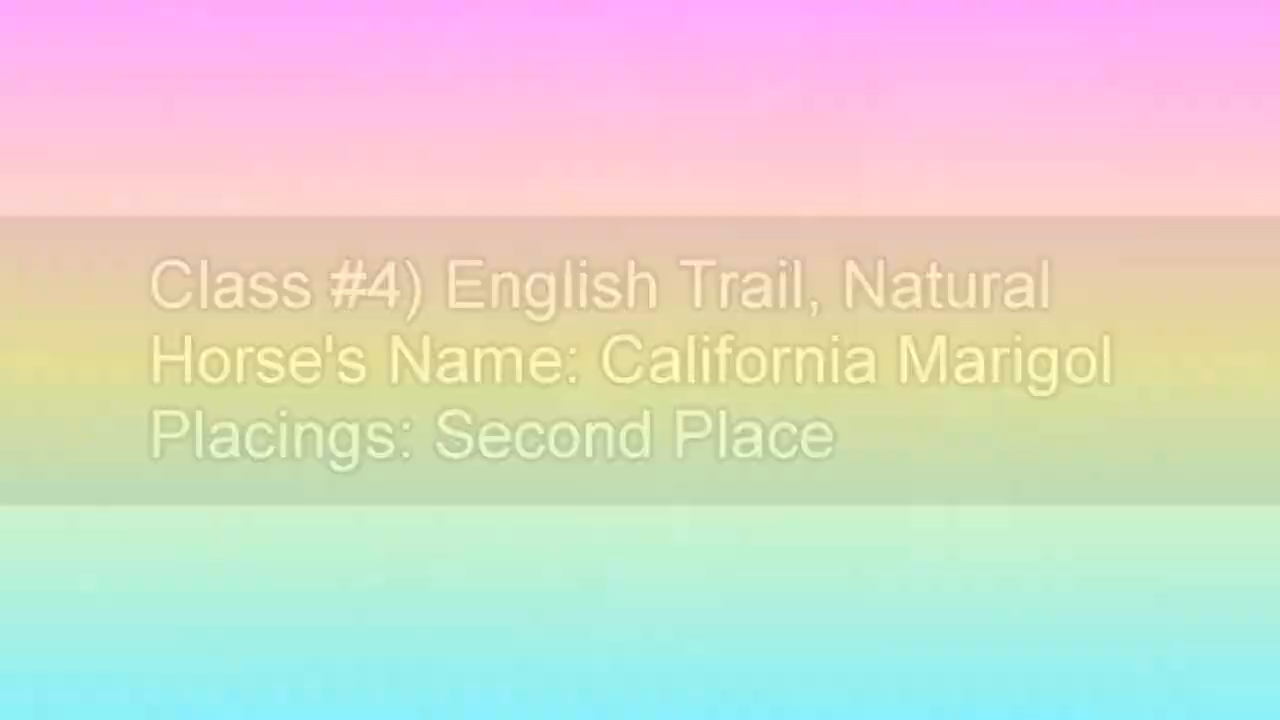 Class #4) English Trail, Natural
Horse's Name: California Marigol
Placings: Second Place